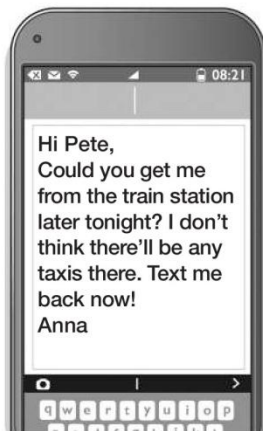 08:21
Hi Pete,
Could you get me
from the train station
later tonight? I don't
think there'll be any
taxis there. Text me
back now!
Anna
q w e r t y u i o p